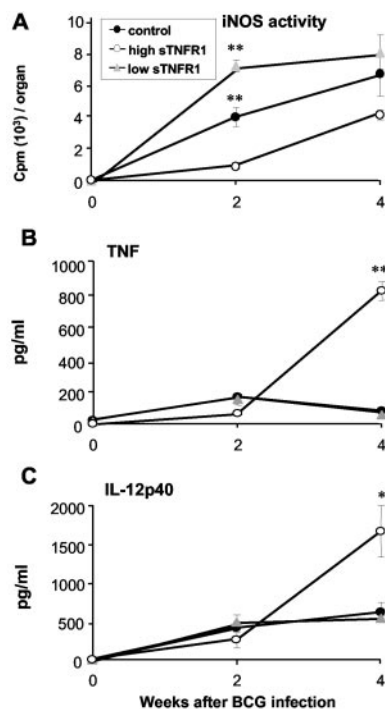 A
iNOS activity
control
high sTNFR1
low sTNFR1
Cpm (10³) / organ
10
8
6
4
2
0
**
**
0
2
4
B
TNF
pg/ml
1000
800
600
400
200
0
**
0
2
4
C
IL-12p40
pg/ml
2000
1500
1000
500
0
*
0
2
4
Weeks after BCG infection